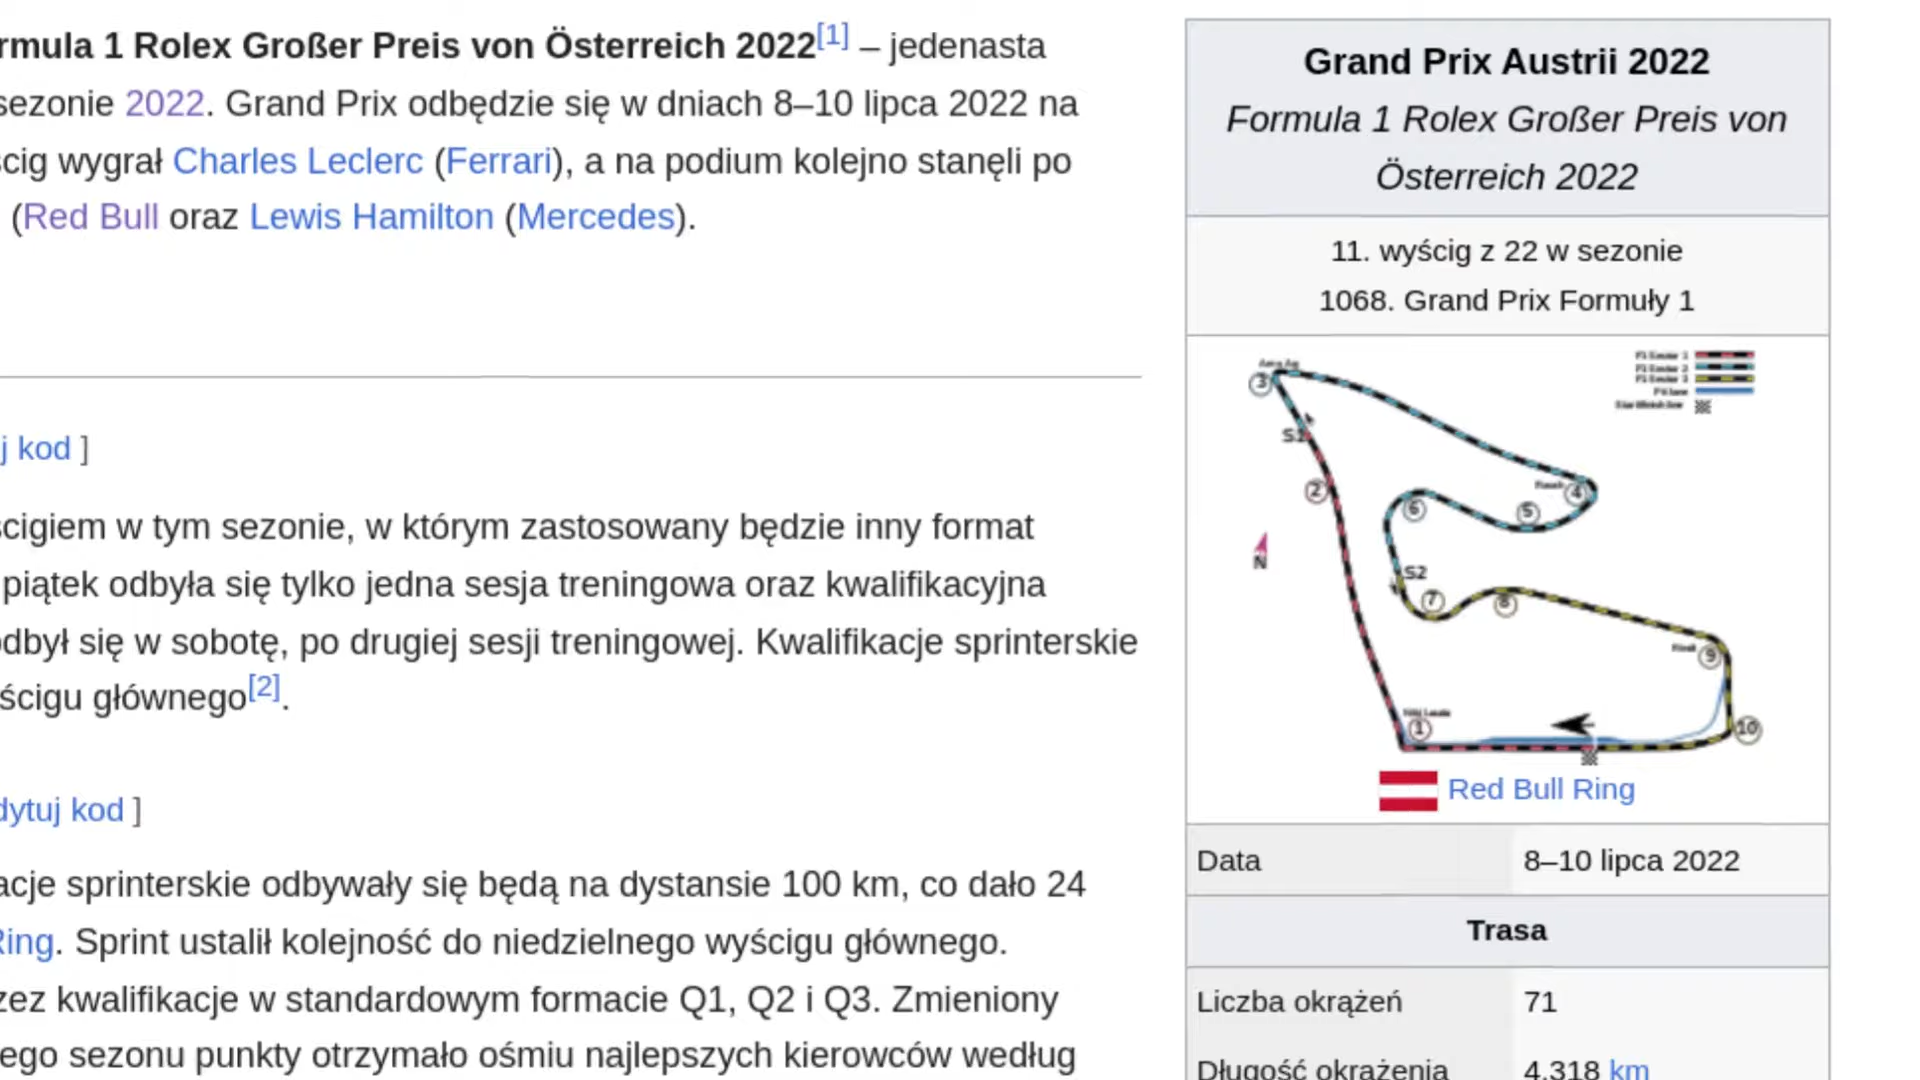 rmula 1 Rolex Großer Preis von Österreich 2022[1] – jedenasta
sezonie 2022. Grand Prix odbędzie się w dniach 8–10 lipca 2022 na
ścig wygrał Charles Leclerc (Ferrari), a na podium kolejno stanęli po
(Red Bull oraz Lewis Hamilton (Mercedes).
j kod ]
ścigiem w tym sezonie, w którym zastosowany będzie inny format
piątek odbyła się tylko jedna sesja treningowa oraz kwalifikacyjna
odbył się w sobotę, po drugiej sesji treningowej. Kwalifikacje sprinterskie
ścigu głównego[2].
dytuj kod ]
acje sprinterskie odbywały się będą na dystansie 100 km, co dało 24
Ring. Sprint ustalił kolejność do niedzielnego wyścigu głównego.
zez kwalifikacje w standardowym formacie Q1, Q2 i Q3. Zmieniony
ego sezonu punkty otrzymało ośmiu najlepszych kierowców według
Grand Prix Austrii 2022
Formula 1 Rolex Großer Preis von
Österreich 2022
11. wyścig z 22 w sezonie
1068. Grand Prix Formuły 1
3
S1
2
4
6
5
N
S2
7
8
9
1
10
Red Bull Ring
Data 8–10 lipca 2022
Trasa
Liczba okrążeń 71
Długość okrążenia 4,318 km